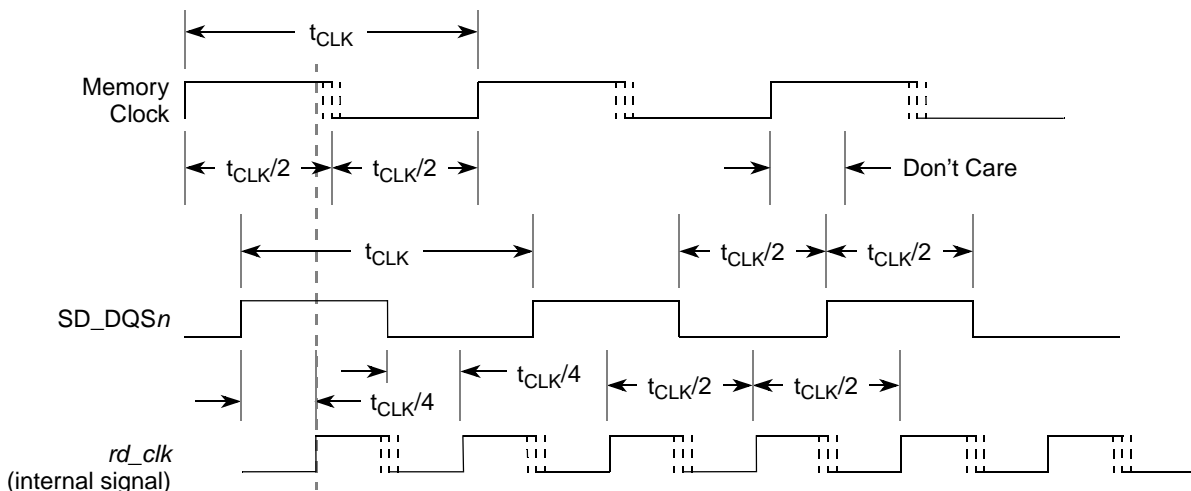 tCLK
Memory
Clock
tCLK/2
tCLK/2
Don't Care
tCLK
tCLK/2
tCLK/2
SD_DQSn
tCLK/4
tCLK/2
tCLK/2
tCLK/4
rd_clk
(internal signal)